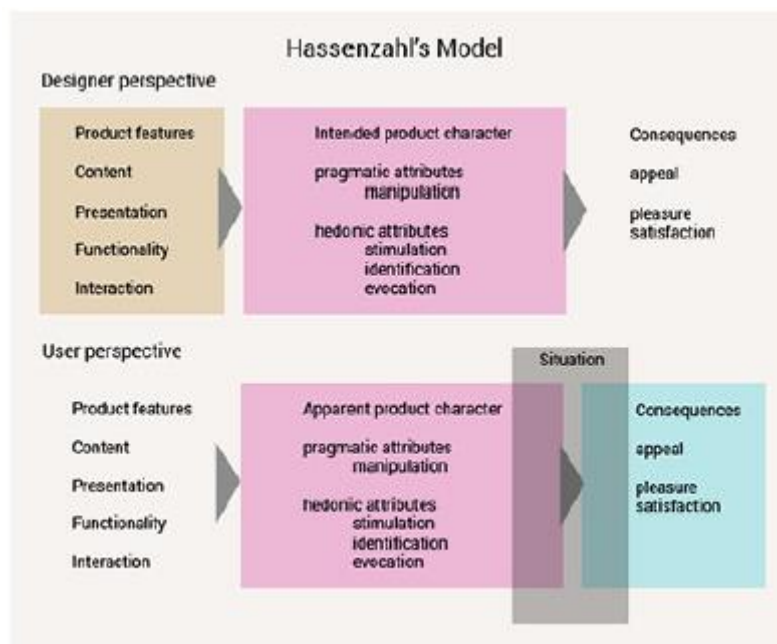 Hassenzahl's Model
Designer perspective
Product features
Content
Presentation
Functionality
Interaction
Intended product character
pragmatic attributes
manipulation
hedonic attributes
stimulation
identification
evocation
Consequences
appeal
pleasure
satisfaction
User perspective
Product features
Content
Presentation
Functionality
Interaction
Apparent product character
pragmatic attributes
manipulation
hedonic attributes
stimulation
identification
evocation
Situation
Consequences
appeal
pleasure
satisfaction